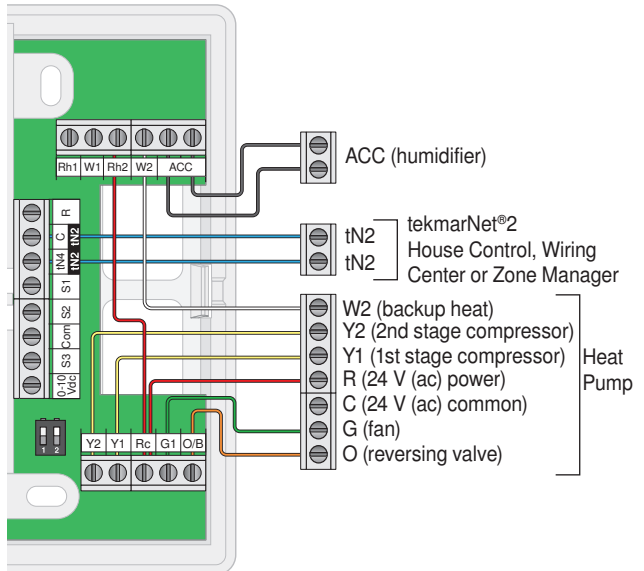 Rh1 W1 Rh2 W2 ACC
R
C tN2
tN4 tN2
S1
S2
Com
S3
0-10 Vdc
1 2
Y2 Y1 Rc G1 O/B
ACC (humidifier)
tN2
tN2
tekmarNet®2
House Control, Wiring
Center or Zone Manager
W2 (backup heat)
Y2 (2nd stage compressor)
Y1 (1st stage compressor)
R (24 V (ac) power)
C (24 V (ac) common)
G (fan)
O (reversing valve)
Heat
Pump